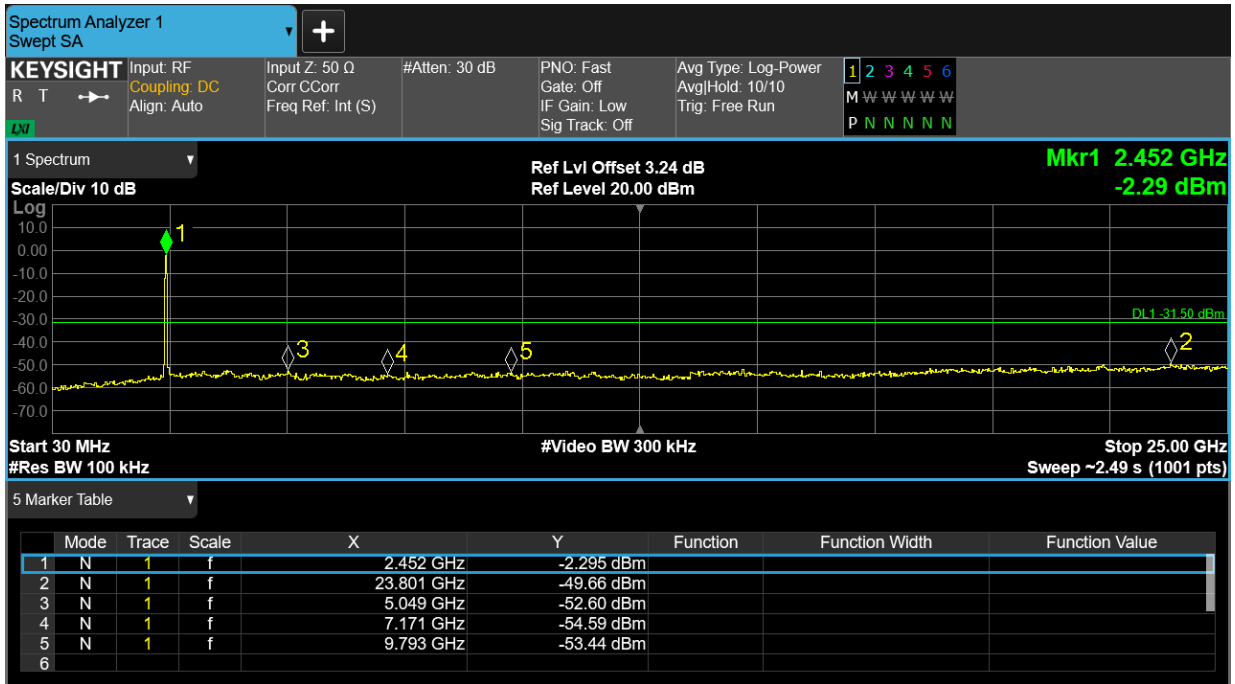 Spectrum Analyzer 1
Swept SA
+
KEYSIGHT
R T
LXI
Input: RF
Coupling: DC
Align: Auto
Input Z: 50 Ω
Corr CCorr
Freq Ref: Int (S)
#Atten: 30 dB
PNO: Fast
Gate: Off
IF Gain: Low
Sig Track: Off
Avg Type: Log-Power
Avg|Hold: 10/10
Trig: Free Run
1 2 3 4 5 6
M W W W W W
P N N N N N
1 Spectrum
Scale/Div 10 dB
Ref Lvl Offset 3.24 dB
Ref Level 20.00 dBm
Mkr1 2.452 GHz
-2.29 dBm
Log
10.0
0.00
-10.0
-20.0
-30.0
-40.0
-50.0
-60.0
-70.0
1
DL1 -31.50 dBm
3
4
5
2
Start 30 MHz
#Video BW 300 kHz
Stop 25.00 GHz
#Res BW 100 kHz
Sweep ~2.49 s (1001 pts)
5 Marker Table
Mode Trace Scale X Y Function Function Width Function Value
1 N 1 f 2.452 GHz -2.295 dBm
2 N 1 f 23.801 GHz -49.66 dBm
3 N 1 f 5.049 GHz -52.60 dBm
4 N 1 f 7.171 GHz -54.59 dBm
5 N 1 f 9.793 GHz -53.44 dBm
6